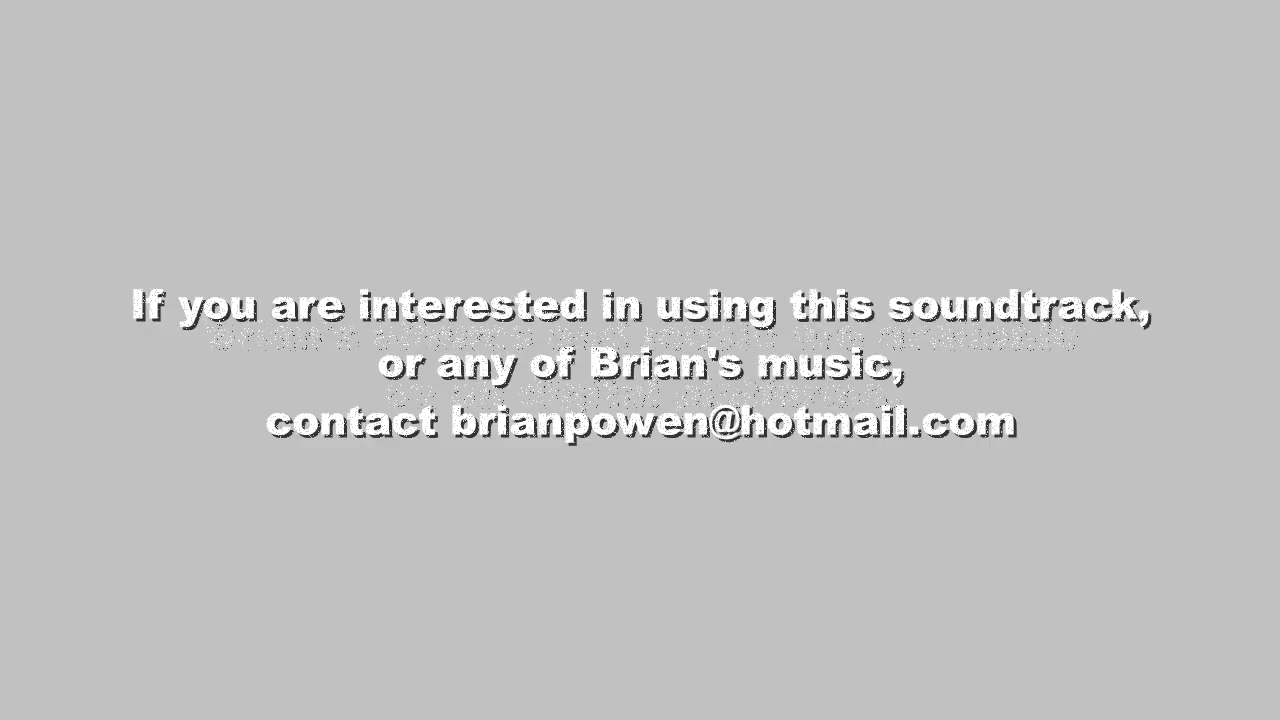 If you are interested in using this soundtrack,
or any of Brian's music,
contact brianpowen@hotmail.com